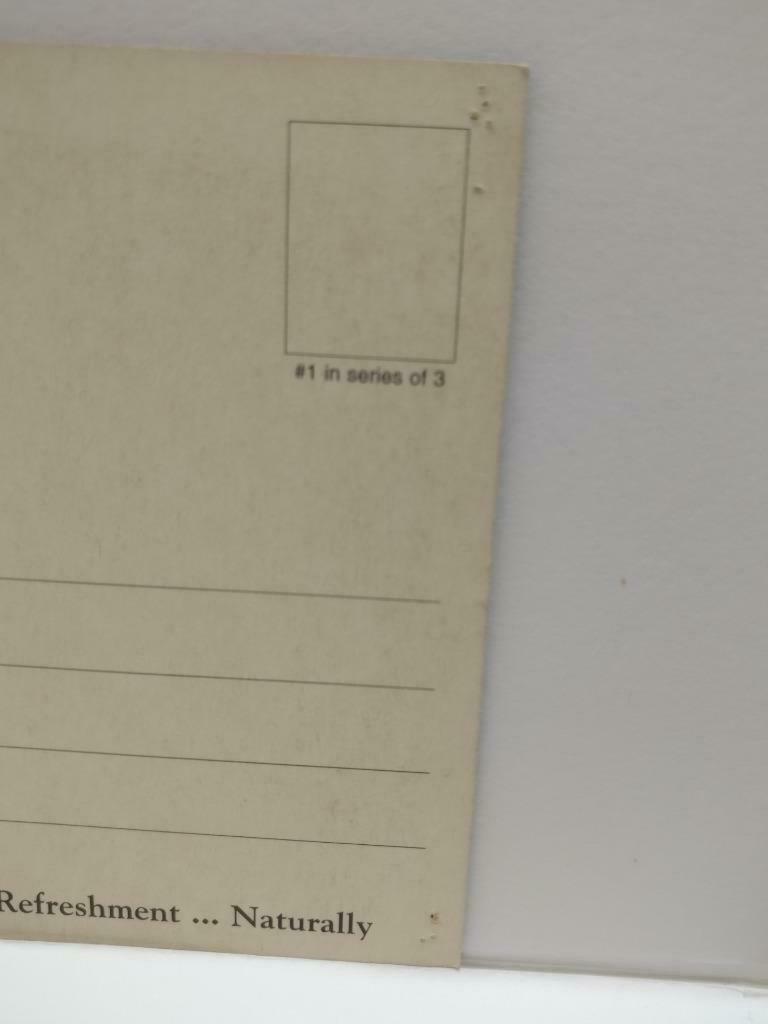 #1 in series of 3
Refreshment ... Naturally